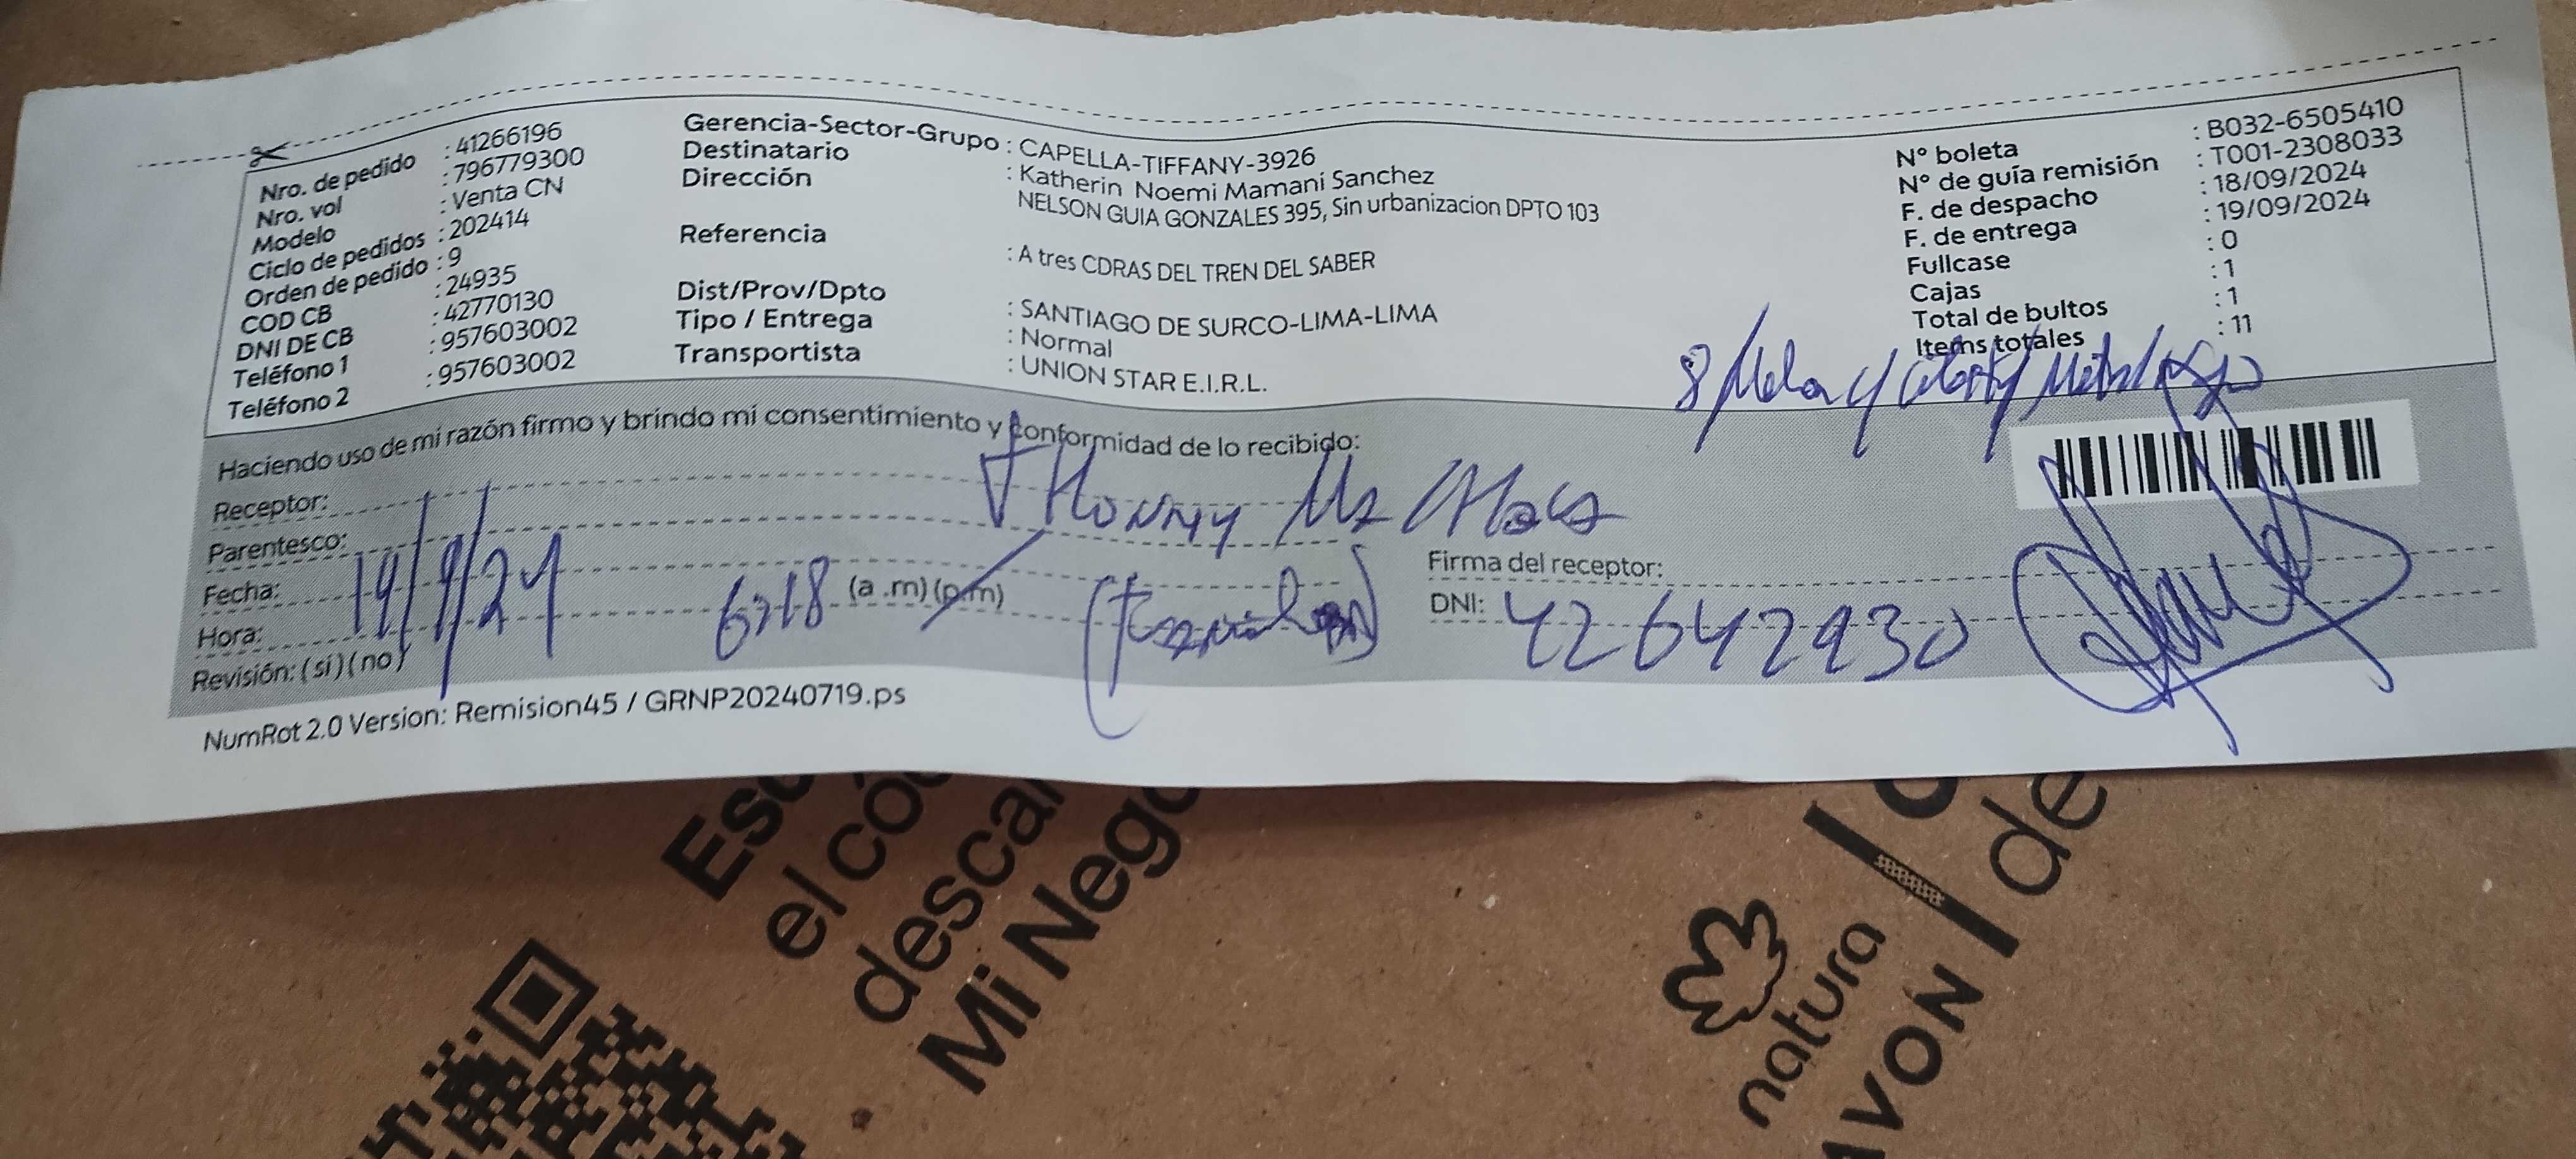 Nro. de pedido : 41266196
Nro. vol : 796779300
Modelo : Venta CN
Ciclo de pedidos : 202414
Orden de pedido : 9
COD CB : 24935
DNI DE CB : 42770130
Teléfono 1 : 957603002
Teléfono 2 : 957603002
Gerencia-Sector-Grupo : CAPELLA-TIFFANY-3926
Destinatario : Katherin Noemi Mamani Sanchez
Dirección NELSON GUIA GONZALES 395, Sin urbanizacion DPTO 103
Referencia : A tres CDRAS DEL TREN DEL SABER
Dist/Prov/Dpto : SANTIAGO DE SURCO-LIMA-LIMA
Tipo / Entrega : Normal
Transportista : UNION STAR E.I.R.L.
N° boleta : B032-6505410
N° de guía remisión : T001-2308033
F. de despacho : 18/09/2024
F. de entrega : 19/09/2024
Fullcase : 0
Cajas : 1
Total de bultos : 1
Items totales : 11
Haciendo uso de mi razón firmo y brindo mi consentimiento y conformidad de lo recibido:
Receptor:
Parentesco:
Fecha: 19/9/24
Hora: 6:18 (a .m)(p.m)
Revisión: (si)(no)
Firma del receptor:
DNI: 42642930
NumRot 2.0 Version: Remision45 / GRNP20240719.ps
el
Mi
natura
de